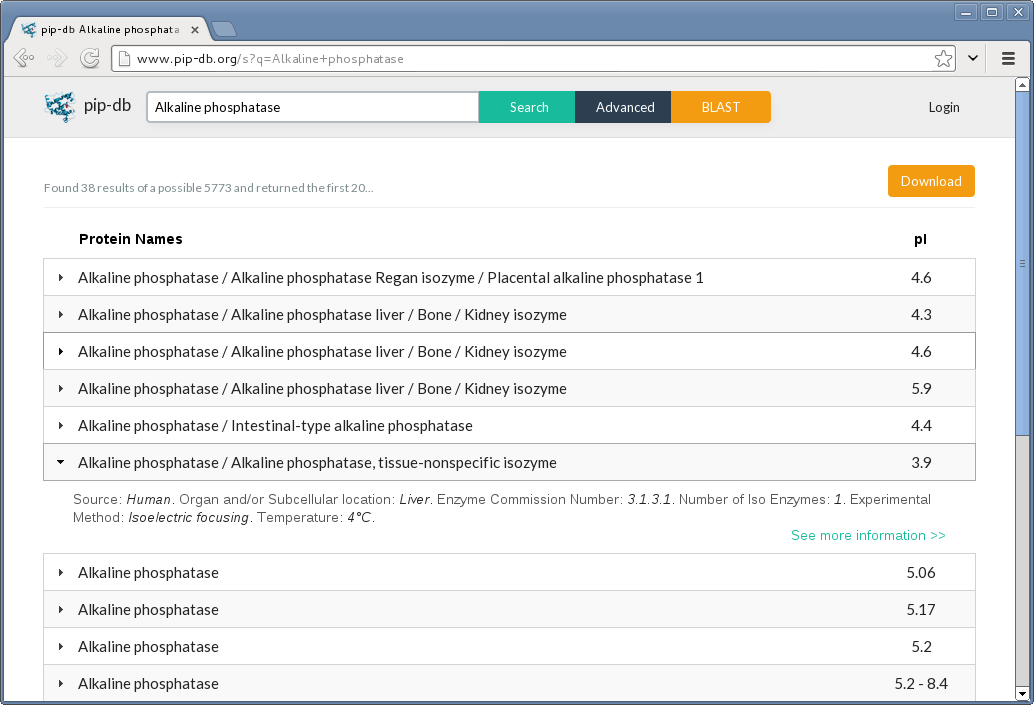 pip-db Alkaline phosphata
www.pip-db.org/s?q=Alkaline+phosphatase
pip-db Alkaline phosphatase Search Advanced BLAST Login
Found 38 results of a possible 5773 and returned the first 20...
Download
Protein Names pI
Alkaline phosphatase / Alkaline phosphatase Regan isozyme / Placental alkaline phosphatase 1 4.6
Alkaline phosphatase / Alkaline phosphatase liver / Bone / Kidney isozyme 4.3
Alkaline phosphatase / Alkaline phosphatase liver / Bone / Kidney isozyme 4.6
Alkaline phosphatase / Alkaline phosphatase liver / Bone / Kidney isozyme 5.9
Alkaline phosphatase / Intestinal-type alkaline phosphatase 4.4
Alkaline phosphatase / Alkaline phosphatase, tissue-nonspecific isozyme 3.9
Source: Human. Organ and/or Subcellular location: Liver. Enzyme Commission Number: 3.1.3.1. Number of Iso Enzymes: 1. Experimental
Method: Isoelectric focusing. Temperature: 4°C.
See more information >>
Alkaline phosphatase 5.06
Alkaline phosphatase 5.17
Alkaline phosphatase 5.2
Alkaline phosphatase 5.2 - 8.4